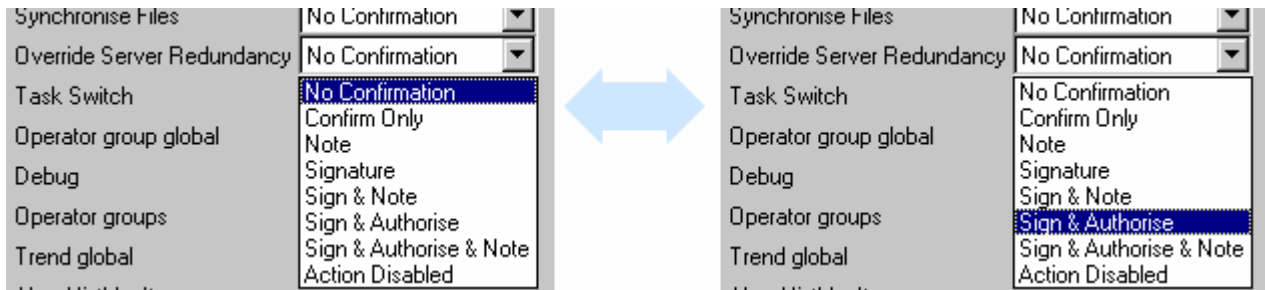 Synchronise Files No Confirmation
Override Server Redundancy No Confirmation
Task Switch
Operator group global
Debug
Operator groups
Trend global
No Confirmation
Confirm Only
Note
Signature
Sign & Note
Sign & Authorise
Sign & Authorise & Note
Action Disabled
Synchronise Files No Confirmation
Override Server Redundancy No Confirmation
Task Switch
Operator group global
Debug
Operator groups
Trend global
No Confirmation
Confirm Only
Note
Signature
Sign & Note
Sign & Authorise
Sign & Authorise & Note
Action Disabled